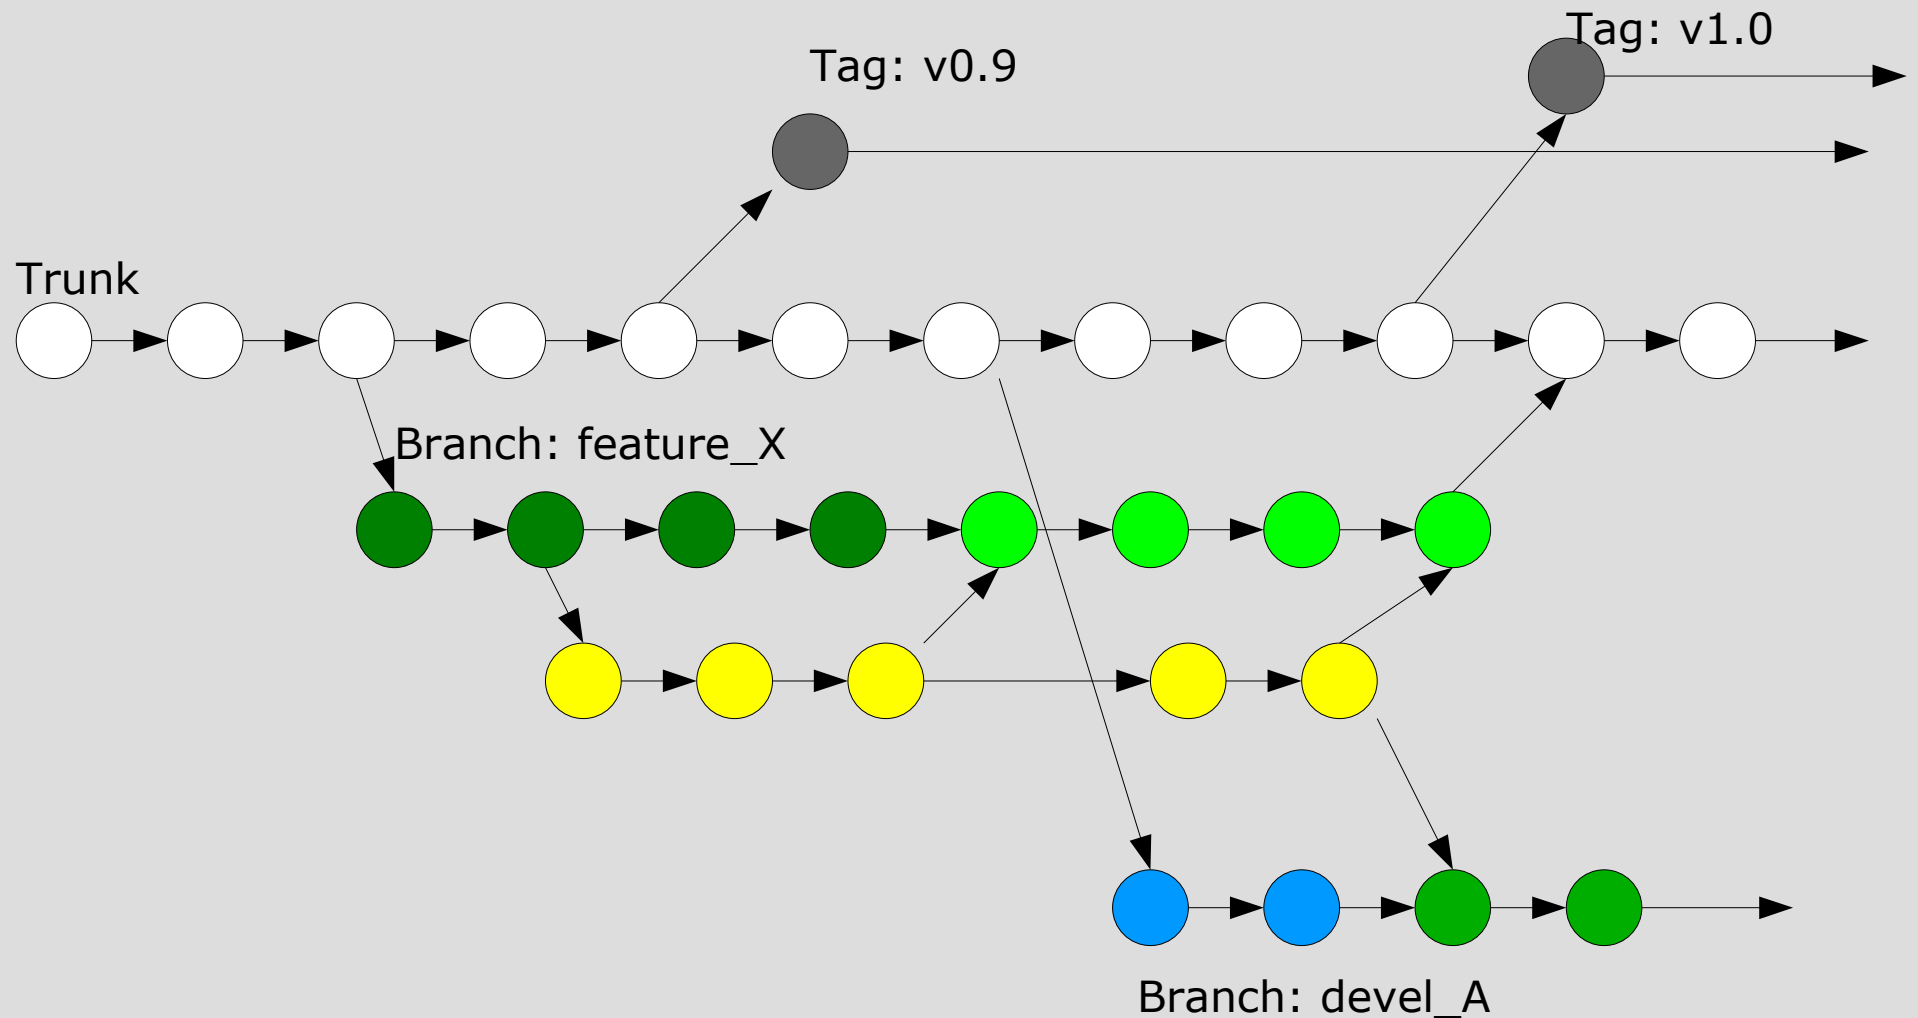 Tag: v1.0
Tag: v0.9
Trunk
Branch: feature_X
Branch: devel_A